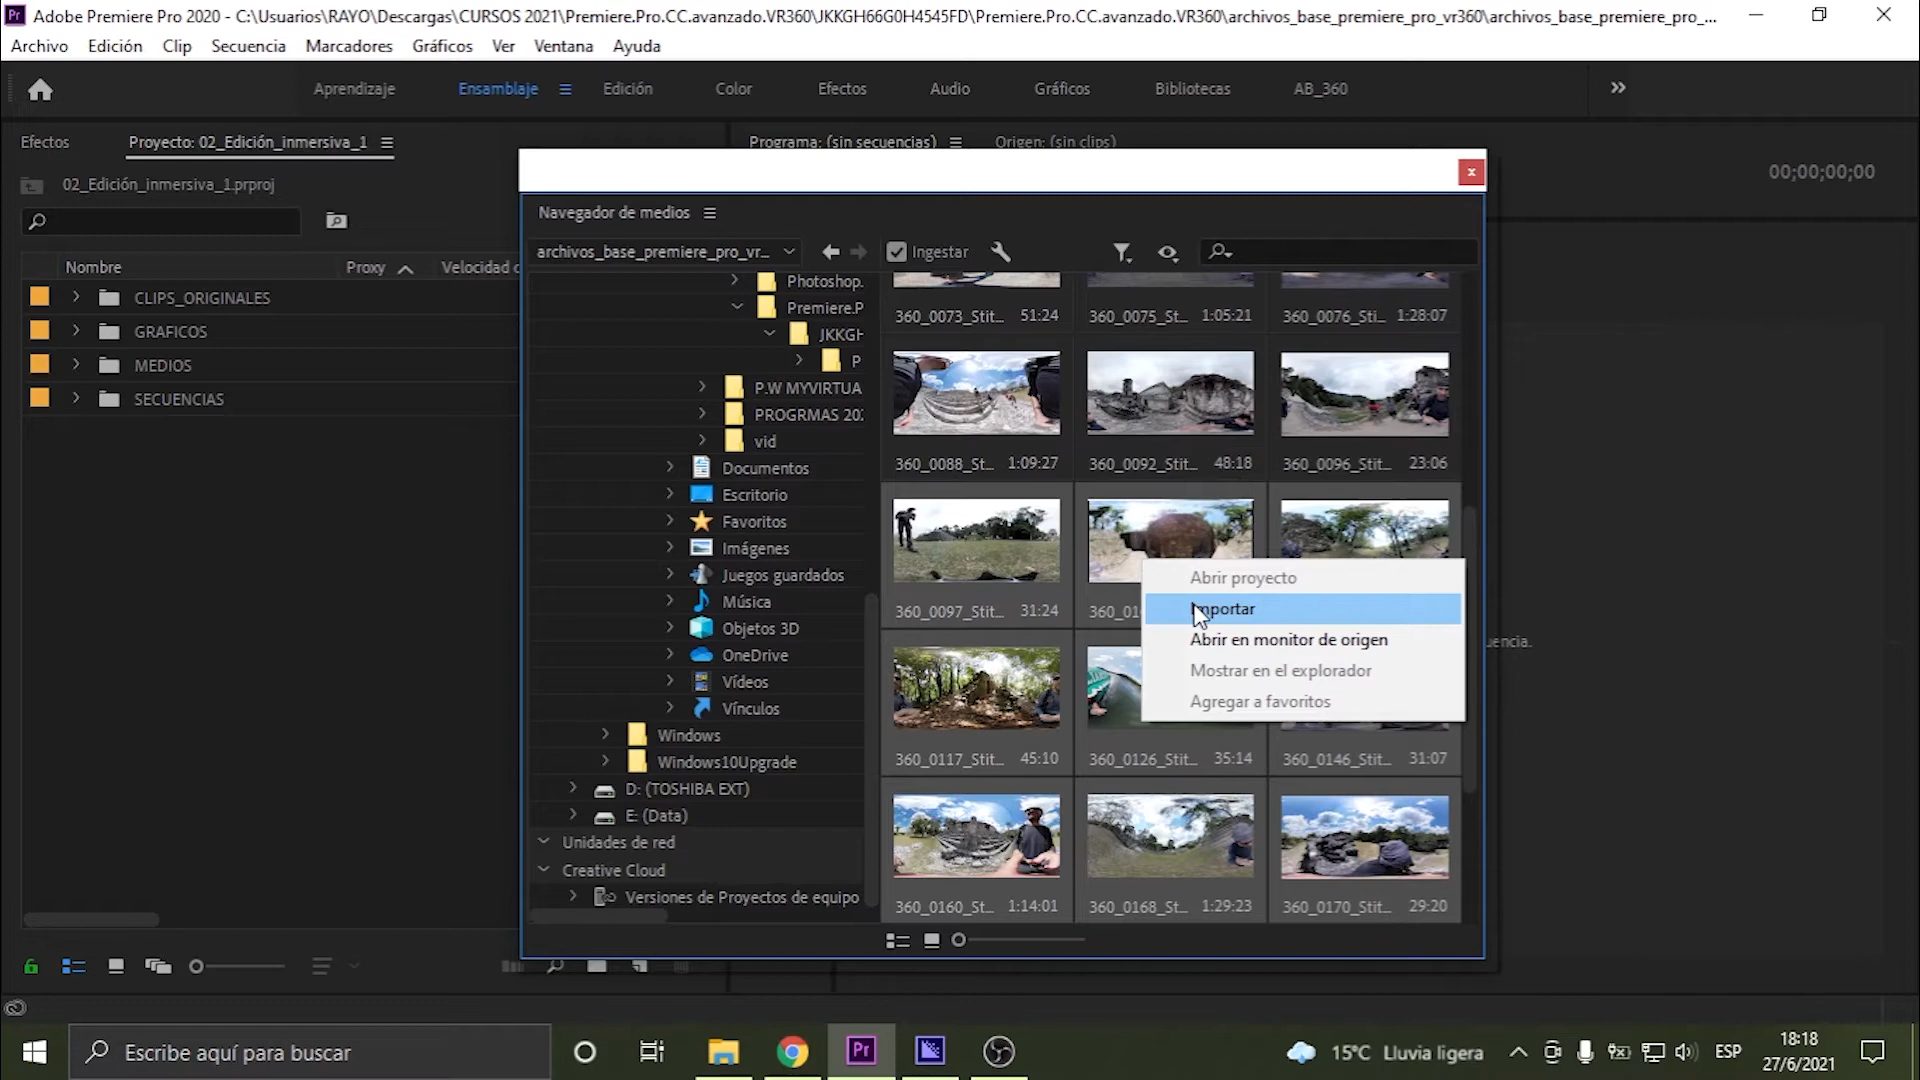 Adobe Premiere Pro 2020 - C:\Usuarios\RAYO\Descargas\CURSOS 2021\Premiere.Pro.CC.avanzado.VR360\JKKGH66G0H4545FD\Premiere.Pro.CC.avanzado.VR360\archivos_base_premiere_pro_vr360\archivos_base_premiere_pro_...
Archivo Edición Clip Secuencia Marcadores Gráficos Ver Ventana Ayuda
Aprendizaje Ensamblaje Edición Color Efectos Audio Gráficos Bibliotecas AB_360
Efectos Proyecto: 02_Edición_inmersiva_1 Programa: (sin secuencias) Origen: (sin clips)
00;00;00;00
02_Edición_inmersiva_1.prproj
Nombre Proxy Velocidad c
CLIPS_ORIGINALES
GRAFICOS
MEDIOS
SECUENCIAS
Navegador de medios
archivos_base_premiere_pro_vr... Ingestar
Photoshop.
Premiere.P
JKKGH
P
P.W MYVIRTUA
PROGRMAS 202
vid
Documentos
Escritorio
Favoritos
Imágenes
Juegos guardados
Música
Objetos 3D
OneDrive
Vídeos
Vínculos
Windows
Windows10Upgrade
D: (TOSHIBA EXT)
E: (Data)
Unidades de red
Creative Cloud
Versiones de Proyectos de equipo
360_0073_Stit... 51:24 360_0075_St... 1:05:21 360_0076_Sti... 1:28:07
360_0088_St... 1:09:27 360_0092_Stit... 48:18 360_0096_Stit... 23:06
360_0097_Stit... 31:24
360_0117_Stit... 45:10 360_0126_Stit... 35:14 360_0146_Stit... 31:07
360_0160_St... 1:14:01 360_0168_St... 1:29:23 360_0170_Stit... 29:20
Abrir proyecto
Importar
Abrir en monitor de origen
Mostrar en el explorador
Agregar a favoritos
uencia.
Escribe aquí para buscar
Pr
15°C Lluvia ligera
ESP
18:18
27/6/2021